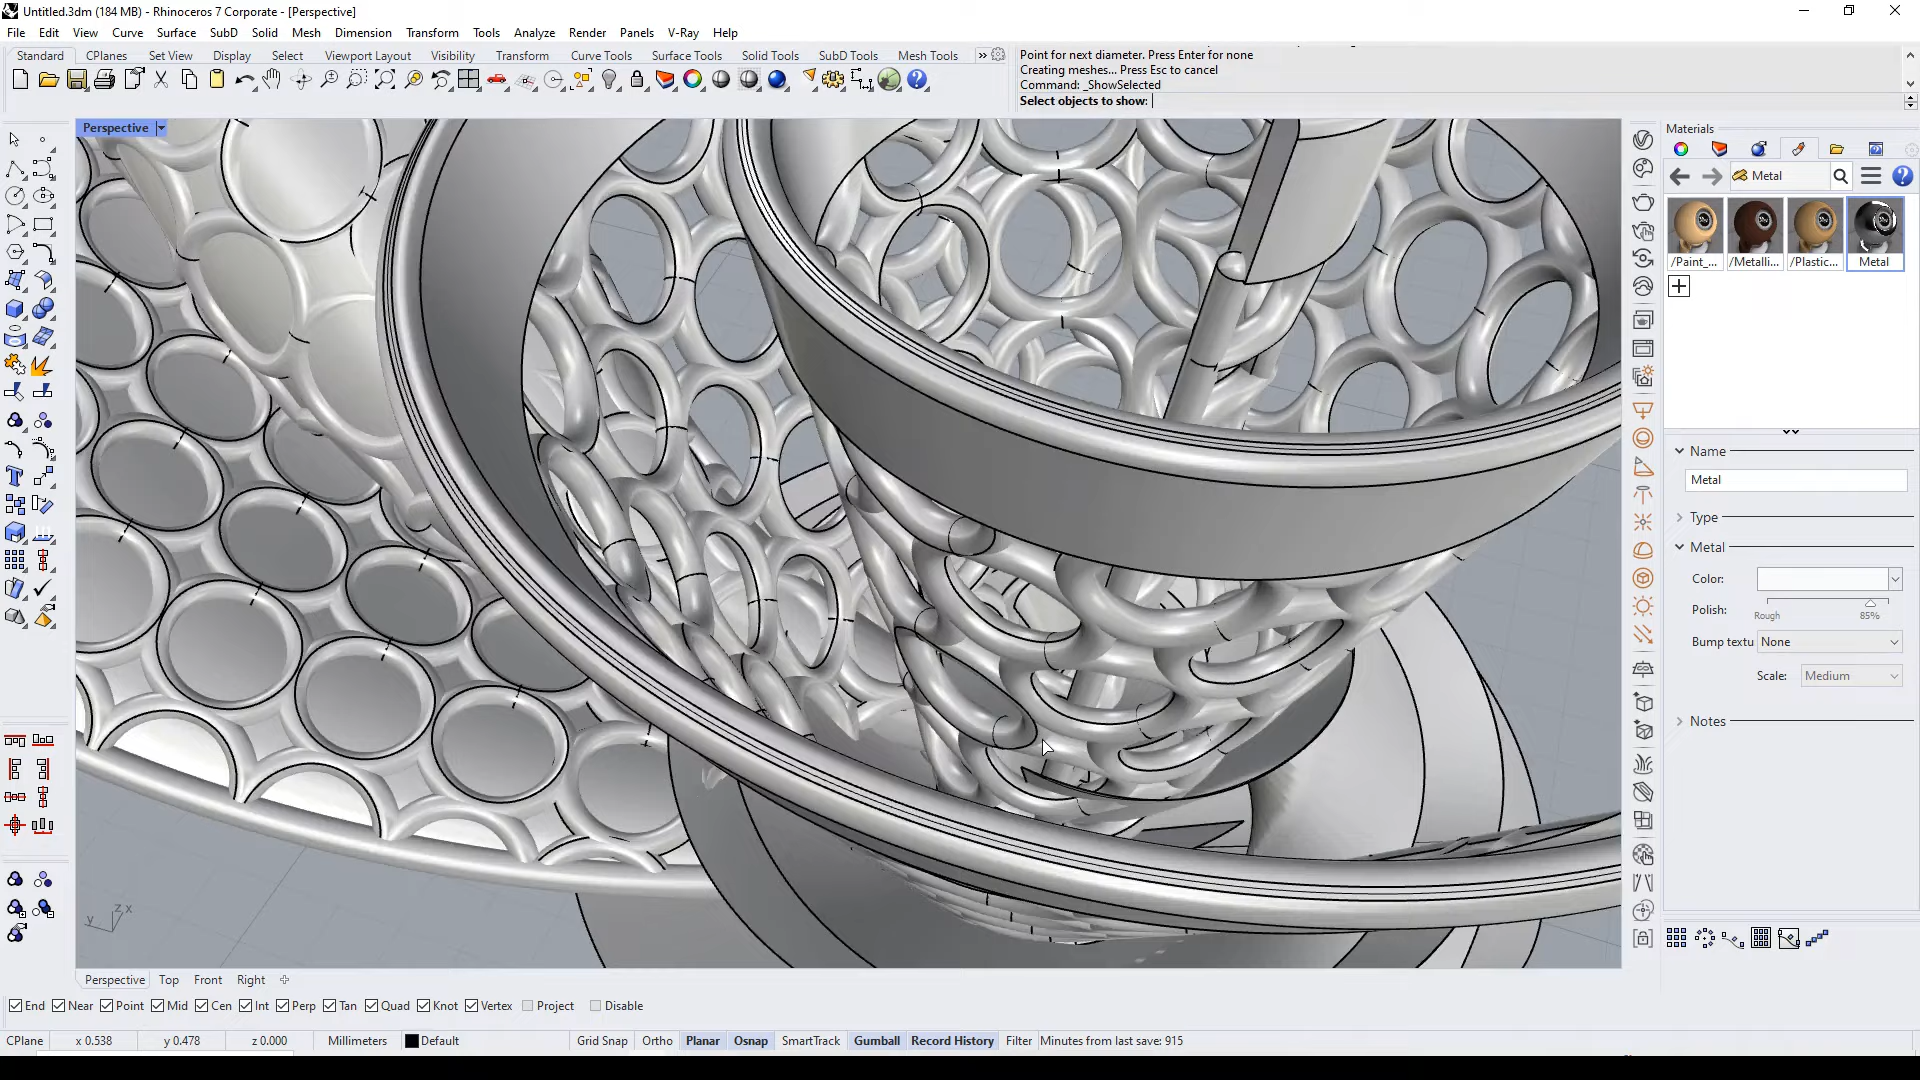 Untitled.3dm (184 MB) - Rhinoceros 7 Corporate - [Perspective]
File Edit View Curve Surface SubD Solid Mesh Dimension Transform Tools Analyze Render Panels V-Ray Help
Standard CPlanes Set View Display Select Viewport Layout Visibility Transform Curve Tools Surface Tools Solid Tools SubD Tools Mesh Tools »
Point for next diameter. Press Enter for none
Creating meshes... Press Esc to cancel
Command: _ShowSelected
Select objects to show:
Perspective
Materials
Metal
/Paint_... /Metalli... /Plastic... Metal
Name
Metal
Type
Metal
Color:
Polish:
Rough 85%
Bump textu None
Scale: Medium
Notes
z x
y
Perspective Top Front Right
End Near Point Mid Cen Int Perp Tan Quad Knot Vertex Project Disable
CPlane x 0.538 y 0.478 z 0.000 Millimeters Default Grid Snap Ortho Planar Osnap SmartTrack Gumball Record History Filter Minutes from last save: 915